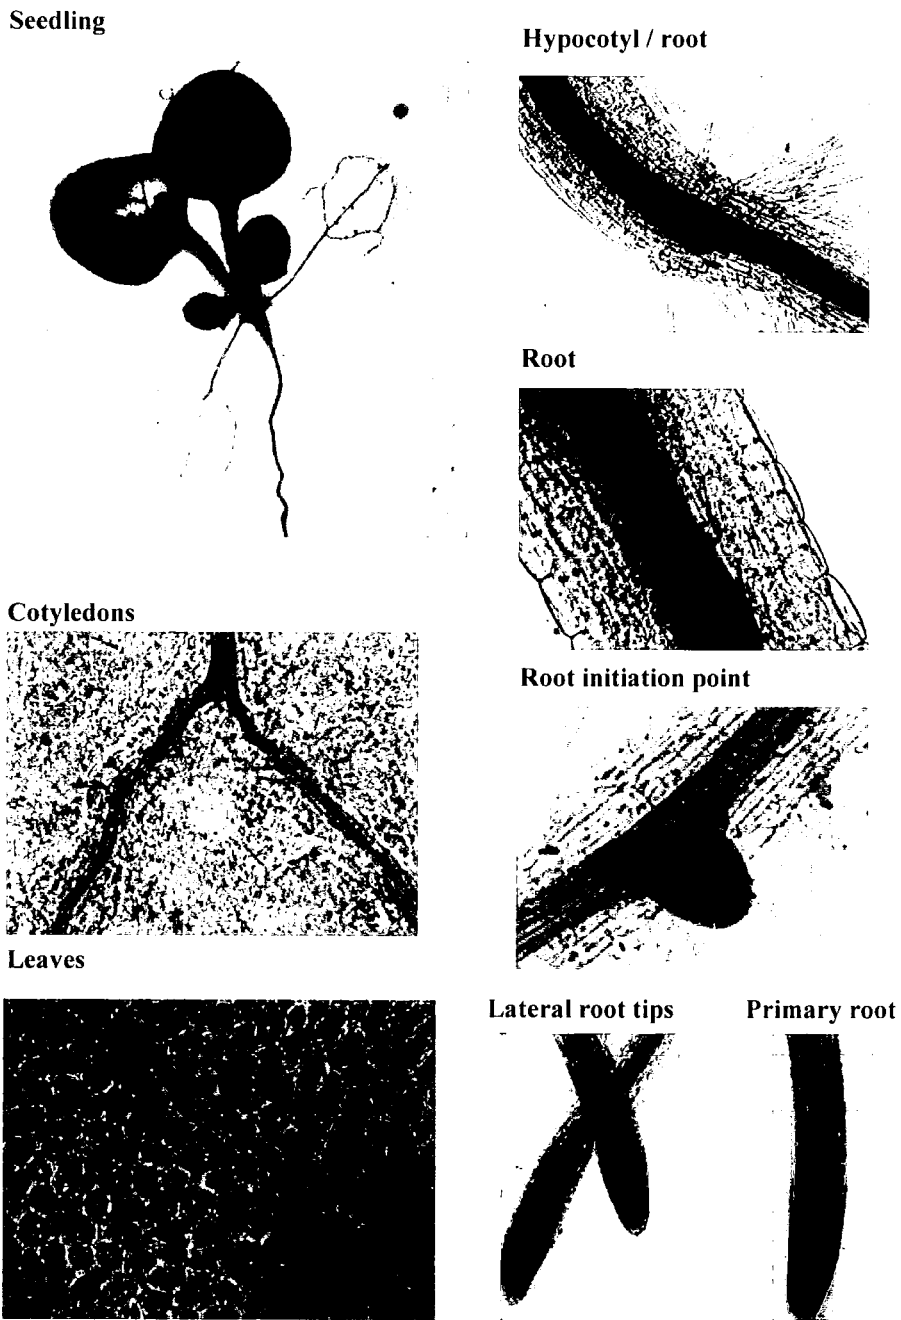 Seedling
Hypocotyl / root
Root
Cotyledons
Root initiation point
Leaves
Lateral root tips
Primary root